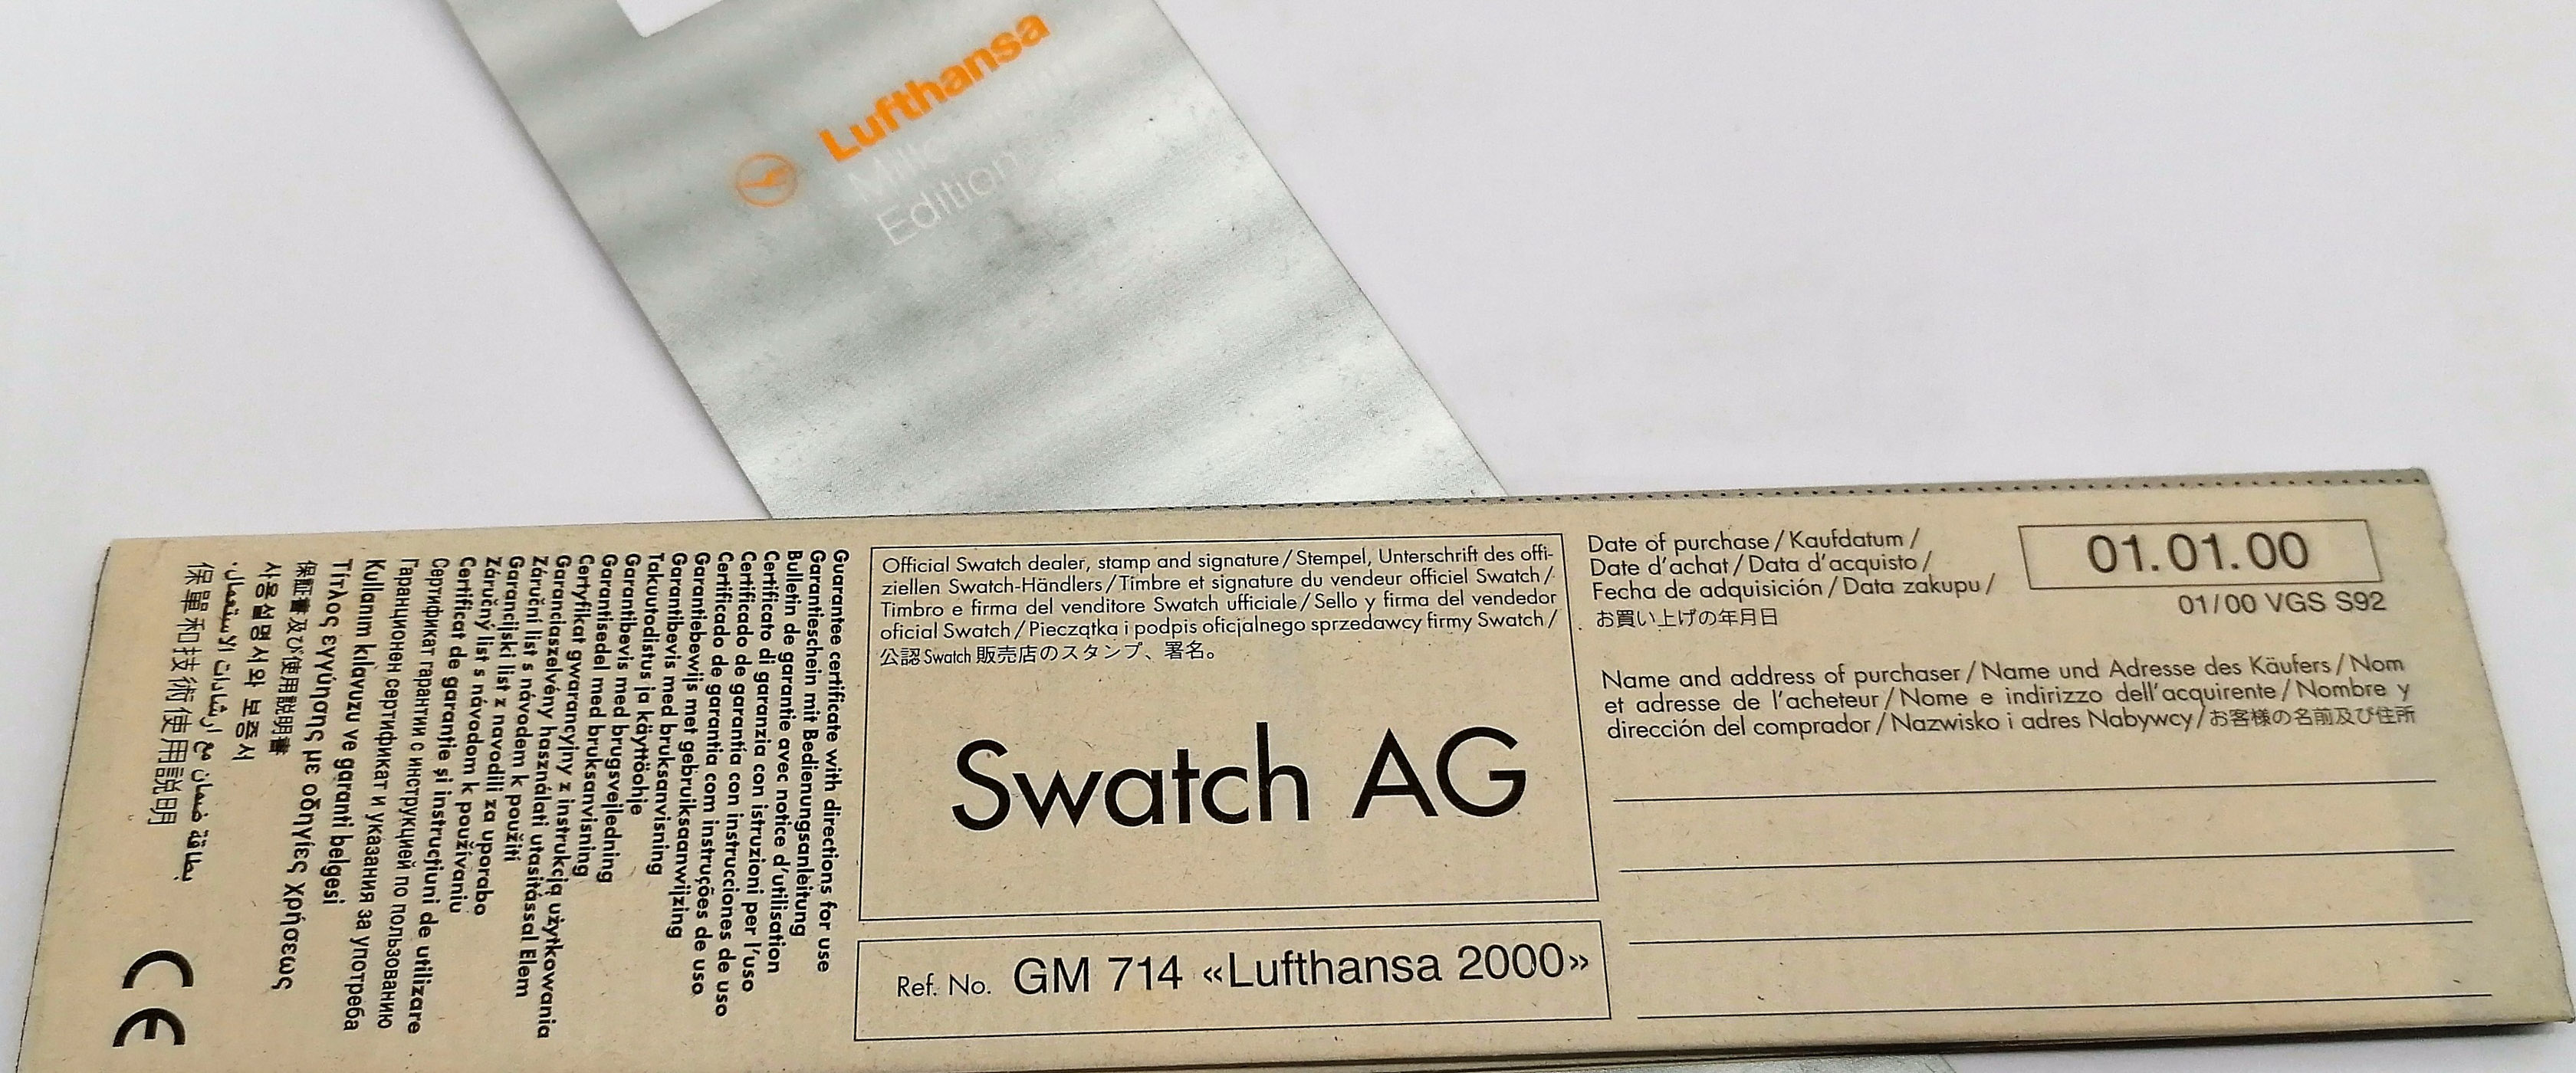 Lufthansa
Edition
Guarantee certificate with directions for use
Garantieschein mit Bedienungsanleitung
Bulletin de garantie avec notice d'utilisation
Certificato di garanzia con istruzioni per l'uso
Certificado de garantía con instrucciones de uso
Certificado de garantia com instruções de uso
Garantiebewijs met gebruiksaanwijzing
Garantibevis med bruksanvisning
Takuutodistus ja käyttöohje
Garantibevis med brugsvejledning
Garantisedel med bruksanvisning
Certyfikat gwarancyjny z instrukcją użytkowania
Garanciaszelvény használati utasítással Elem
Záruční list s návodem k použití
Garancijski list z navodili za uporabo
Záručný list s návodom k používaniu
Certificat de garanție și instrucțiuni de utilizare
Сертификат гарантии с инструкцией по пользованию
Гаранционен сертификат и указания за употреба
Kullanım kılavuzu ve garanti belgesi
Τίτλος εγγύησης με οδηγίες χρήσεως
保証書及び使用説明書
사용설명서와 보증서
بطاقة ضمان مع إرشادات الاستعمال.
保單和技術使用説明
CE
Official Swatch dealer, stamp and signature/Stempel, Unterschrift des offi-
ziellen Swatch-Händlers/Timbre et signature du vendeur officiel Swatch/
Timbro e firma del venditore Swatch ufficiale/Sello y firma del vendedor
oficial Swatch/Pieczątka i podpis oficjalnego sprzedawcy firmy Swatch/
公認Swatch販売店のスタンプ、署名。
Swatch AG
Ref. No. GM 714 «Lufthansa 2000»
Date of purchase/Kaufdatum/
Date d'achat/Data d'acquisto/
Fecha de adquisición/Data zakupu/
お買い上げの年月日
01.01.00
01/00 VGS S92
Name and address of purchaser/Name und Adresse des Käufers/Nom
et adresse de l'acheteur/Nome e indirizzo dell'acquirente/Nombre y
dirección del comprador/Nazwisko i adres Nabywcy/お客様の名前及び住所